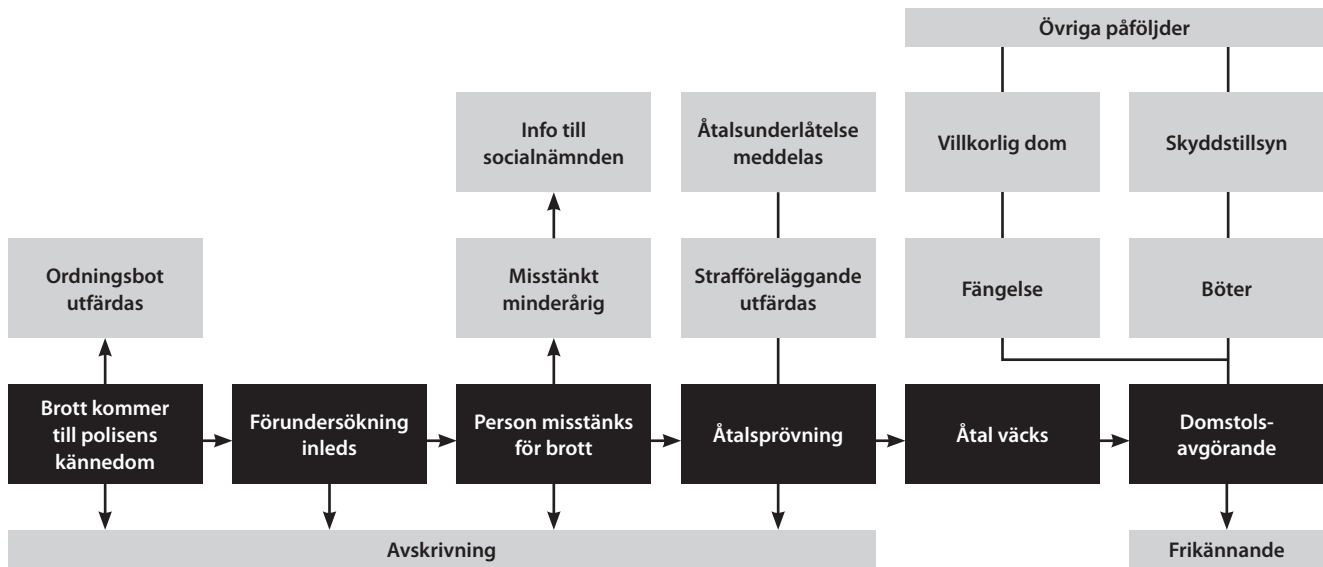 Övriga påföljder
Info till
socialnämnden
Åtalsunderlåtelse
meddelas
Villkorlig dom
Skyddstillsyn
Ordningsbot
utfärdas
Misstänkt
minderårig
Strafföreläggande
utfärdas
Fängelse
Böter
Brott kommer
till polisens
kännedom
Förundersökning
inleds
Person misstänks
för brott
Åtalsprövning
Åtal väcks
Domstols-
avgörande
Avskrivning
Frikännande